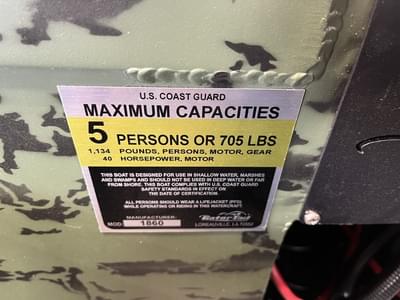 U.S. COAST GUARD
MAXIMUM CAPACITIES
5 PERSONS OR 705 LBS
1,134 POUNDS, PERSONS, MOTOR, GEAR
40 HORSEPOWER, MOTOR
THIS BOAT IS DESIGNED FOR USE IN SHALLOW WATER, MARSHES
AND SWAMPS AND SHOULD NOT BE USED IN DEEP WATER OR FAR
FROM SHORE. THIS BOAT COMPLIES WITH U.S. COAST GUARD
SAFETY STANDARDS IN EFFECT ON
THE DATE OF CERTIFICATION.
ALL PERSONS SHOULD WEAR A LIFEJACKET (PFD)
WHILE OPERATING OR RIDING IN THIS WATERCRAFT.
MANUFACTURER:
MOD 1860
LOREAUVILLE, LA 70552